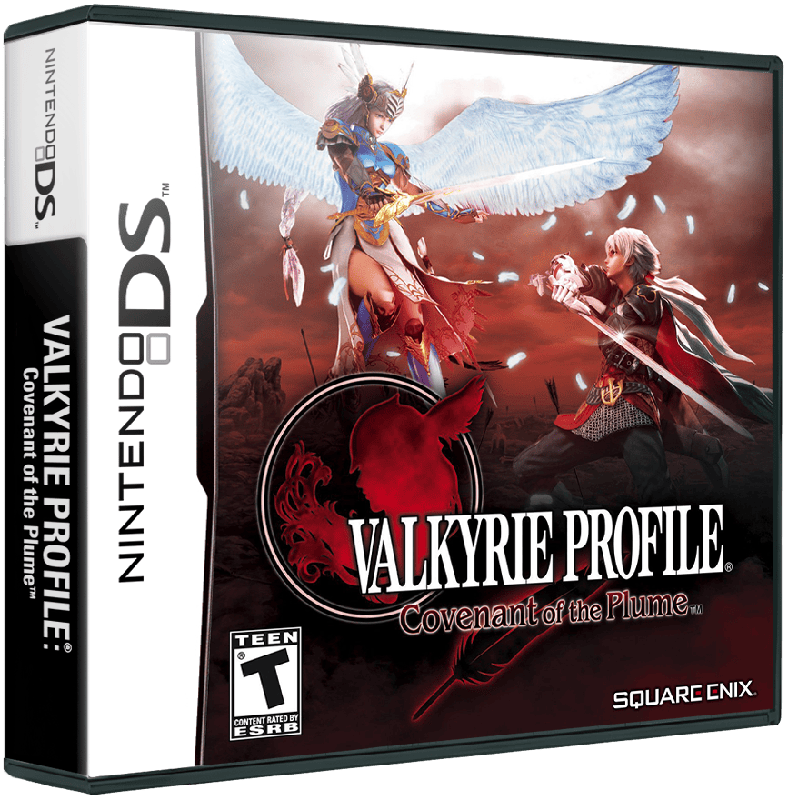 NINTENDO DS™
VALKYRIE PROFILE®:
Covenant of the Plume™
NINTENDO DS™
VALKYRIE PROFILE®
Covenant of the Plume™
TEEN
T®
CONTENT RATED BY
ESRB
SQUARE ENIX®